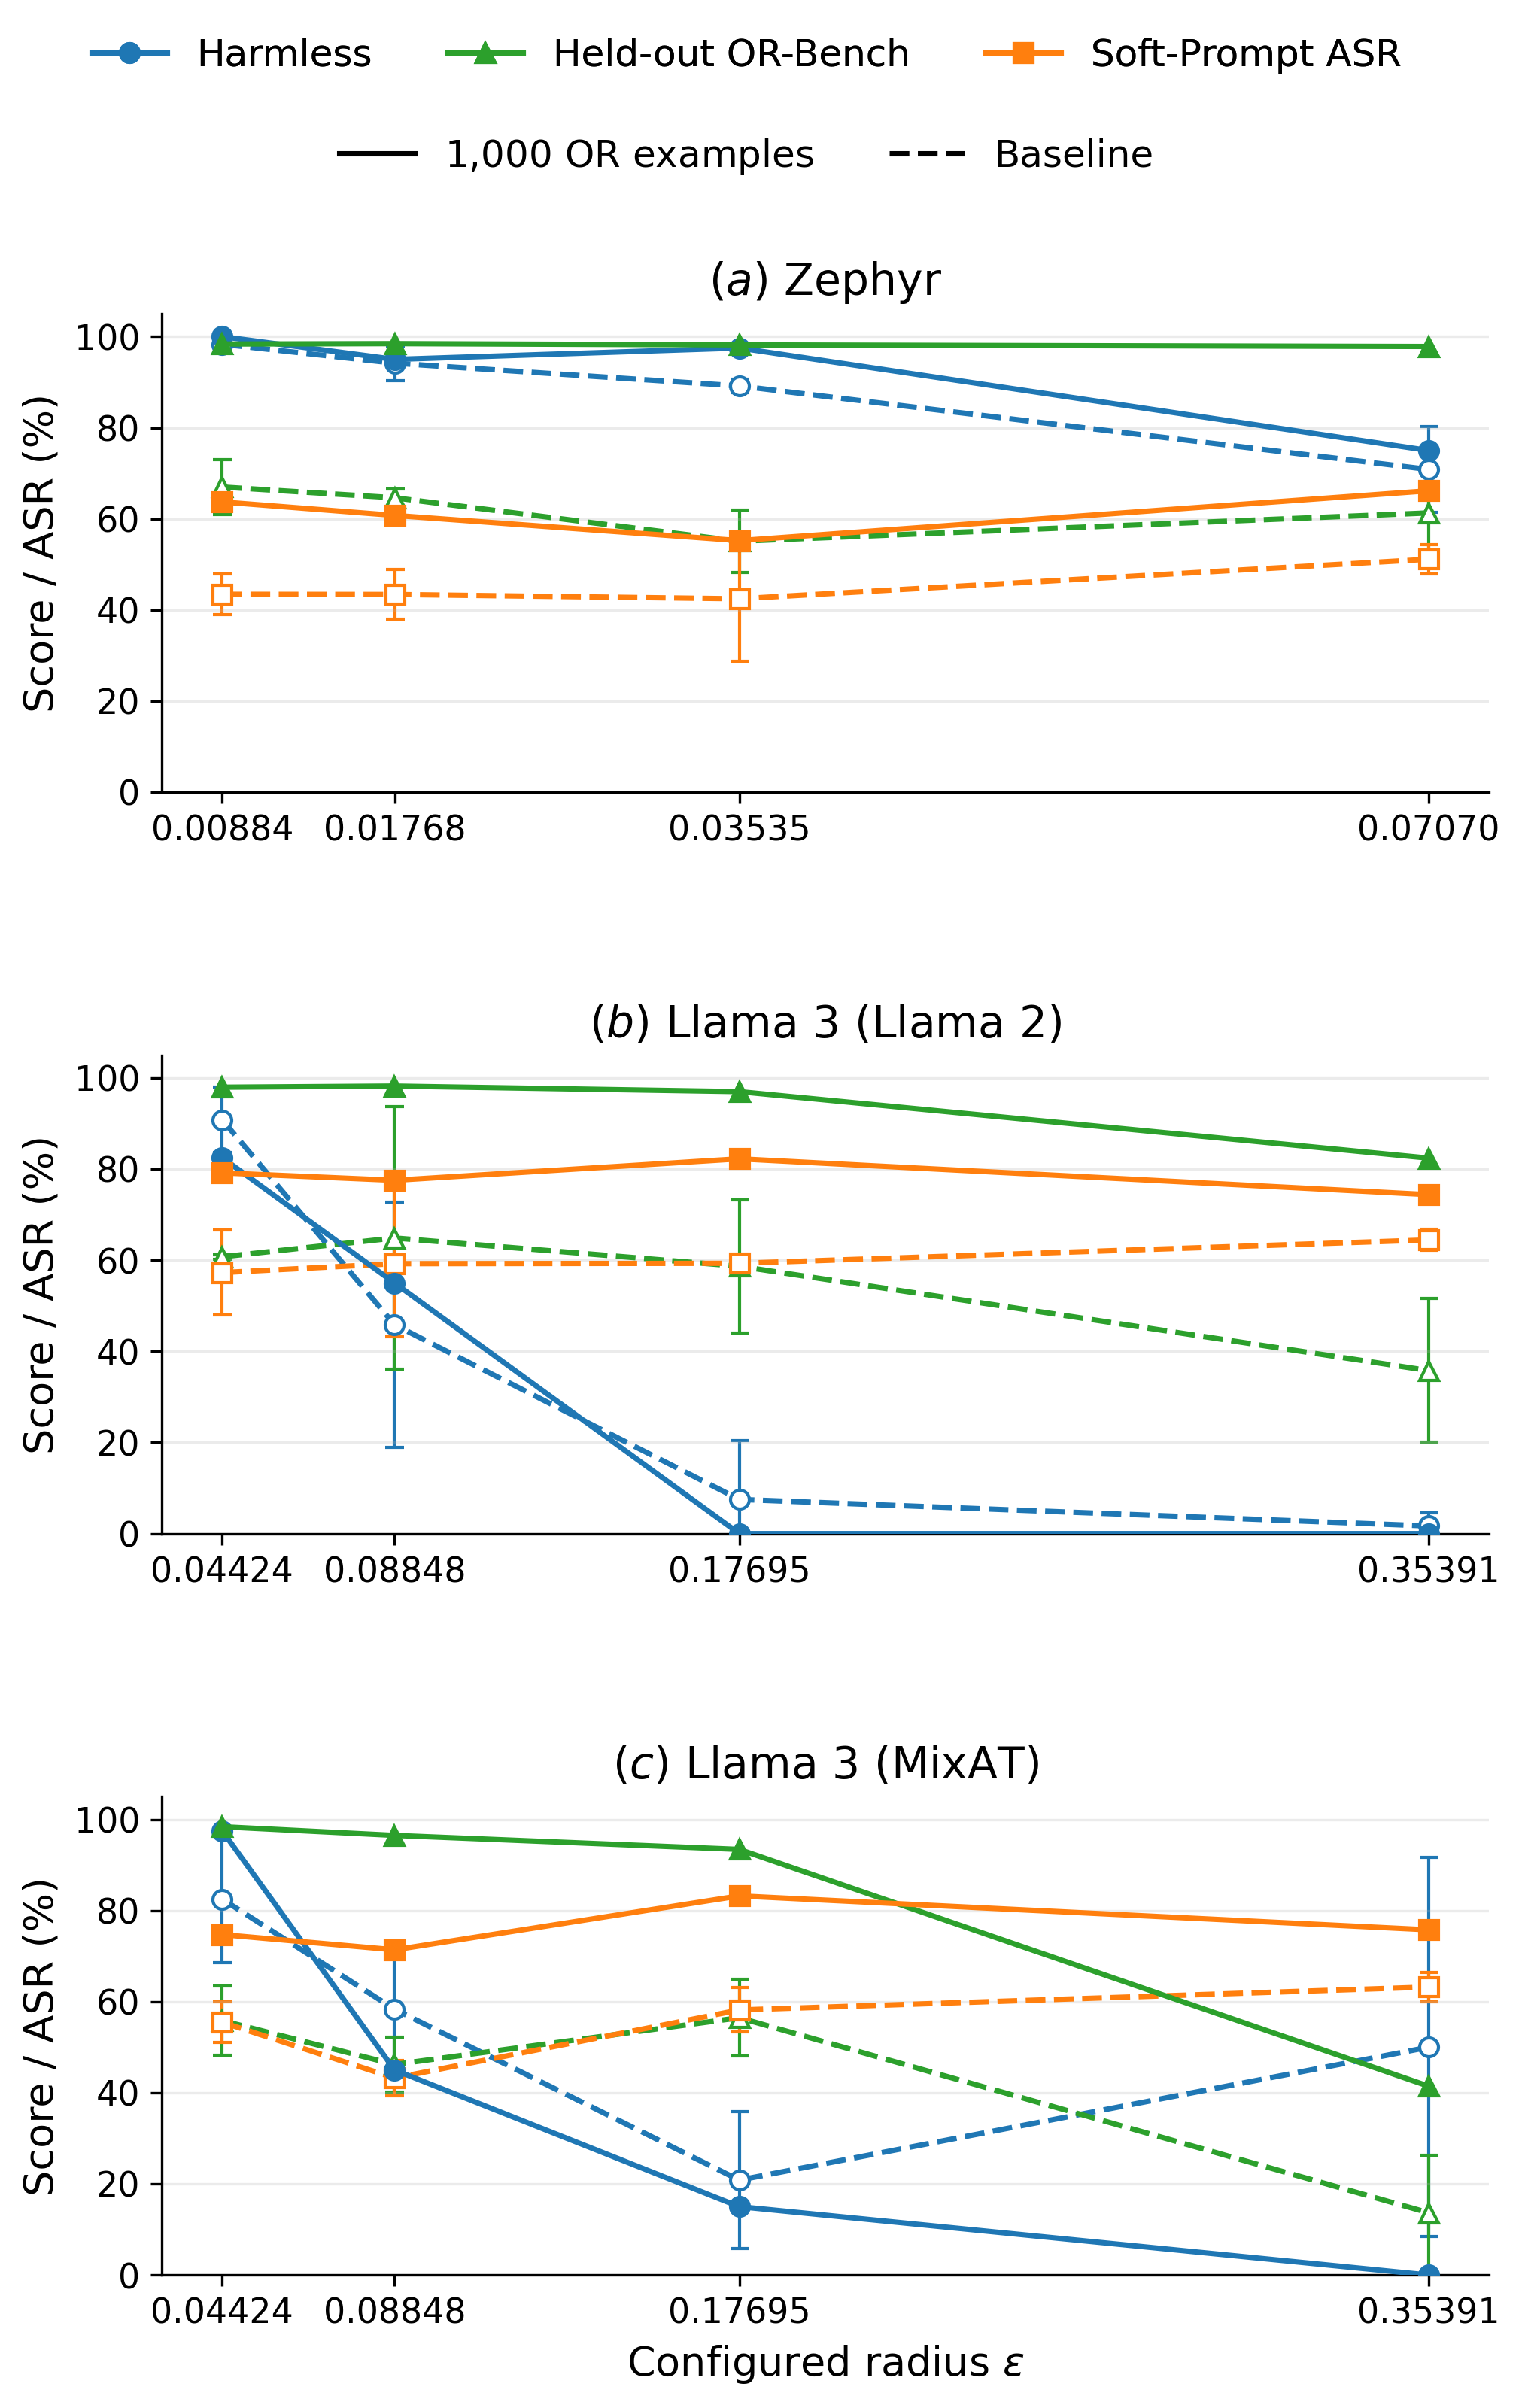 Harmless Held-out OR-Bench Soft-Prompt ASR
1,000 OR examples Baseline
(a) Zephyr
Score / ASR (%)
100
80
60
40
20
0
0.00884 0.01768 0.03535 0.07070
(b) Llama 3 (Llama 2)
Score / ASR (%)
100
80
60
40
20
0
0.04424 0.08848 0.17695 0.35391
(c) Llama 3 (MixAT)
Score / ASR (%)
100
80
60
40
20
0
0.04424 0.08848 0.17695 0.35391
Configured radius ε